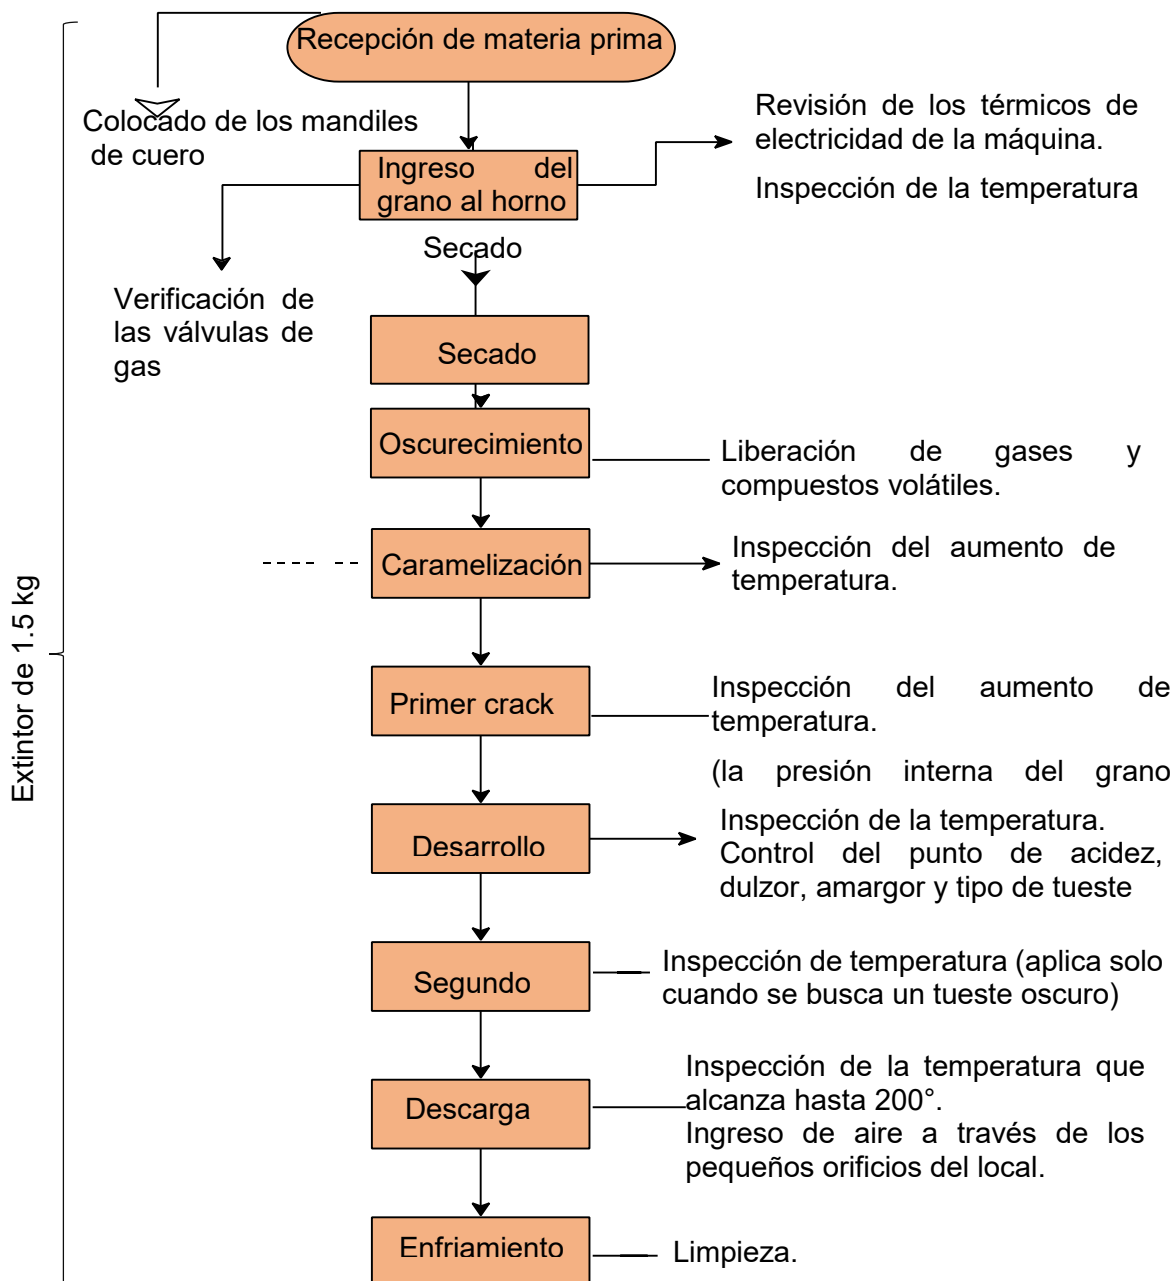 Recepción de materia prima
Colocado de los mandiles
de cuero
Revisión de los térmicos de
electricidad de la máquina.
Inspección de la temperatura
Ingreso del
grano al horno
Secado
Verificación de
las válvulas de
gas
Secado
Oscurecimiento
Liberación de gases y
compuestos volátiles.
Caramelización
Inspección del aumento de
temperatura.
Extintor de 1.5 kg
Primer crack
Inspección del aumento de
temperatura.
(la presión interna del grano
Desarrollo
Inspección de la temperatura.
Control del punto de acidez,
dulzor, amargor y tipo de tueste
Segundo
Inspección de temperatura (aplica solo
cuando se busca un tueste oscuro)
Descarga
Inspección de la temperatura que
alcanza hasta 200°.
Ingreso de aire a través de los
pequeños orificios del local.
Enfriamiento
Limpieza.